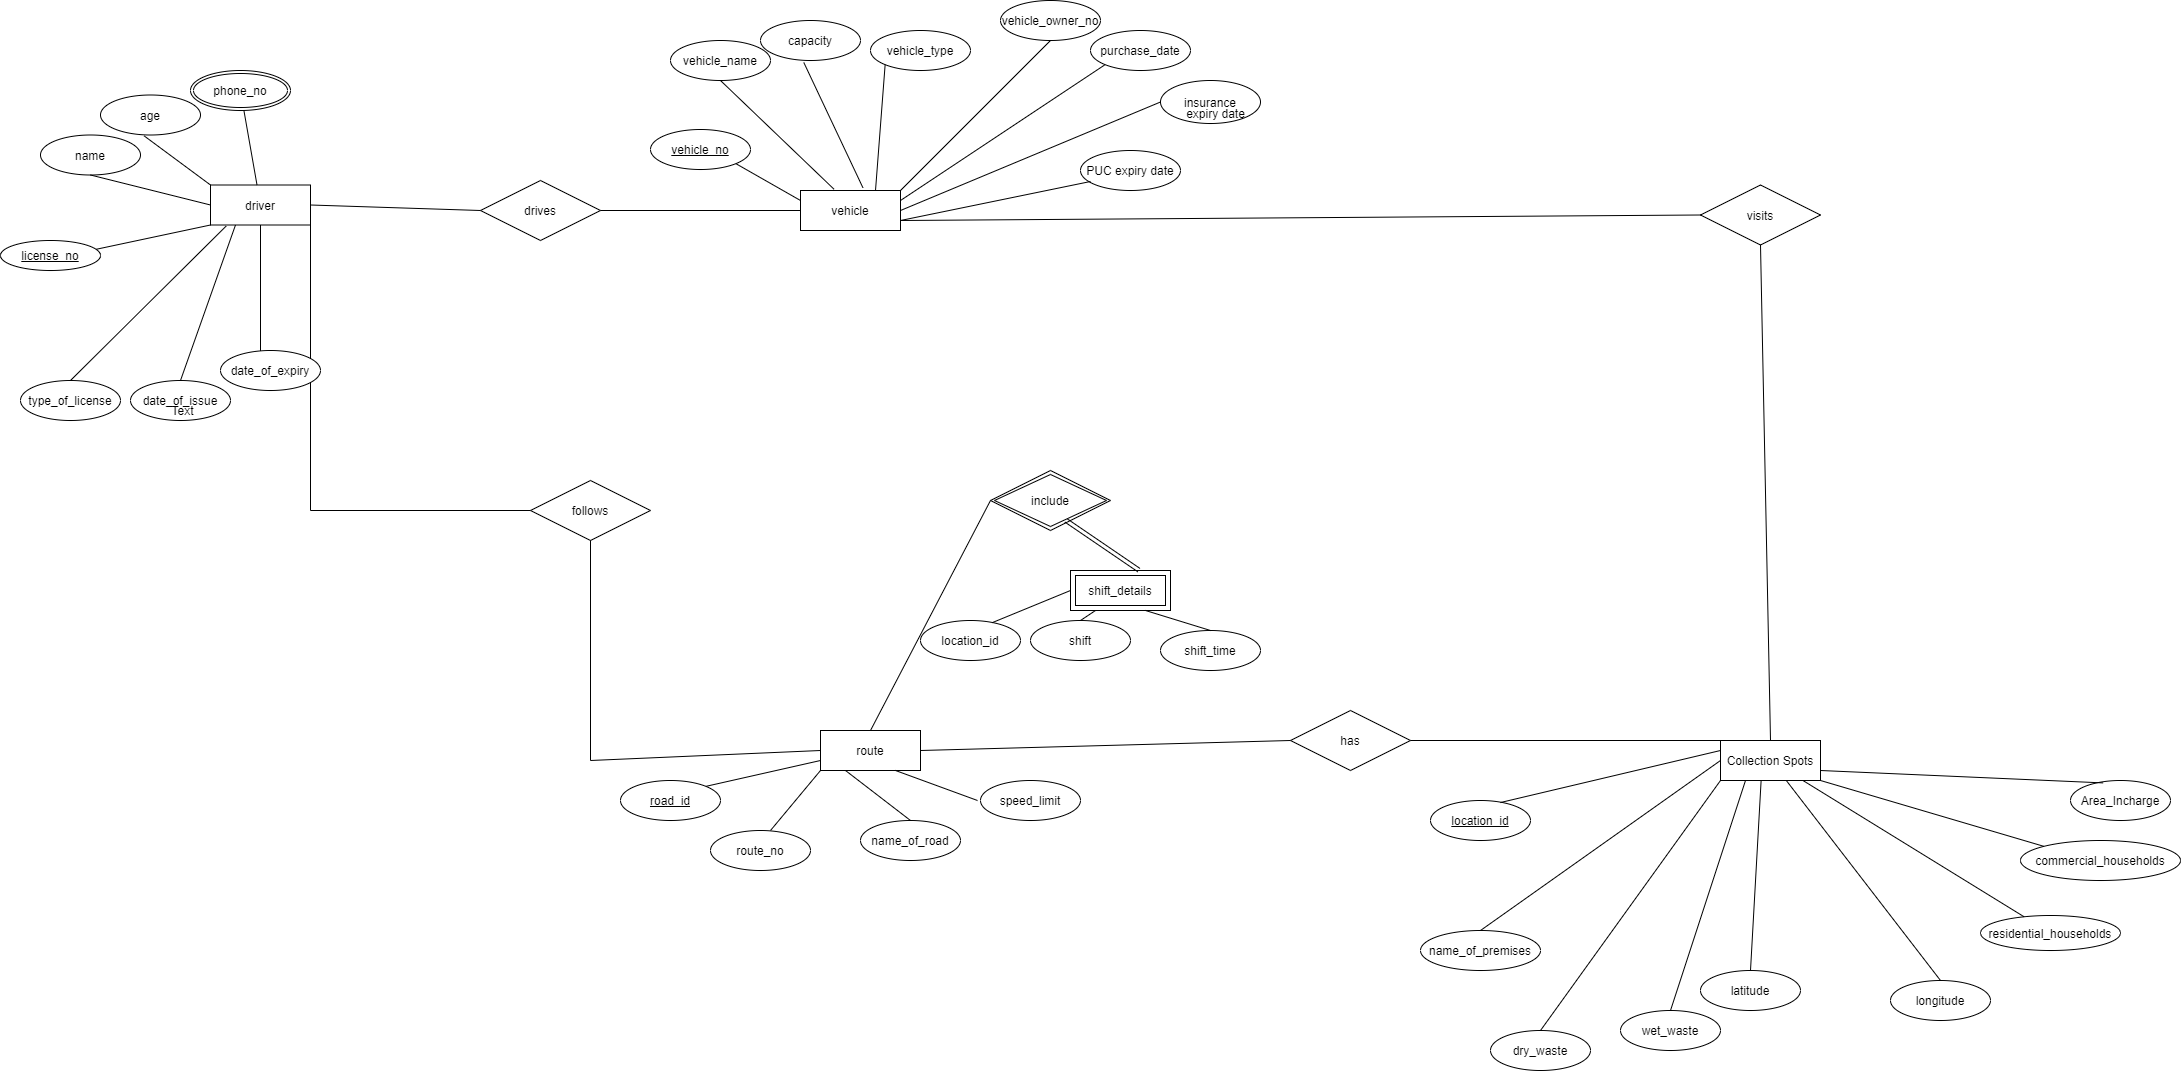 vehicle_owner_no
capacity
vehicle_type
purchase_date
vehicle_name
phone_no
insurance
expiry date
age
vehicle_no
name
PUC expiry date
driver
drives
vehicle
visits
license_no
date_of_expiry
type_of_license
date_of_issue
Text
include
follows
shift_details
location_id
shift
shift_time
route
has
Collection Spots
road_id
speed_limit
Area_Incharge
location_id
name_of_road
route_no
commercial_households
residential_households
name_of_premises
latitude
longitude
wet_waste
dry_waste